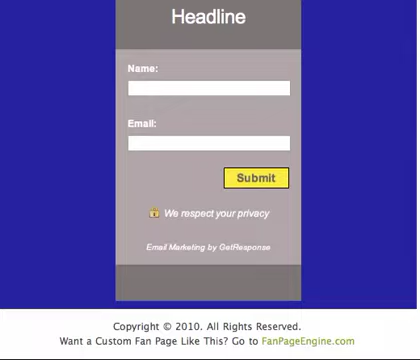 Headline
Name:
Email:
Submit
We respect your privacy
Email Marketing by GetResponse
Copyright © 2010. All Rights Reserved.
Want a Custom Fan Page Like This? Go to FanPageEngine.com